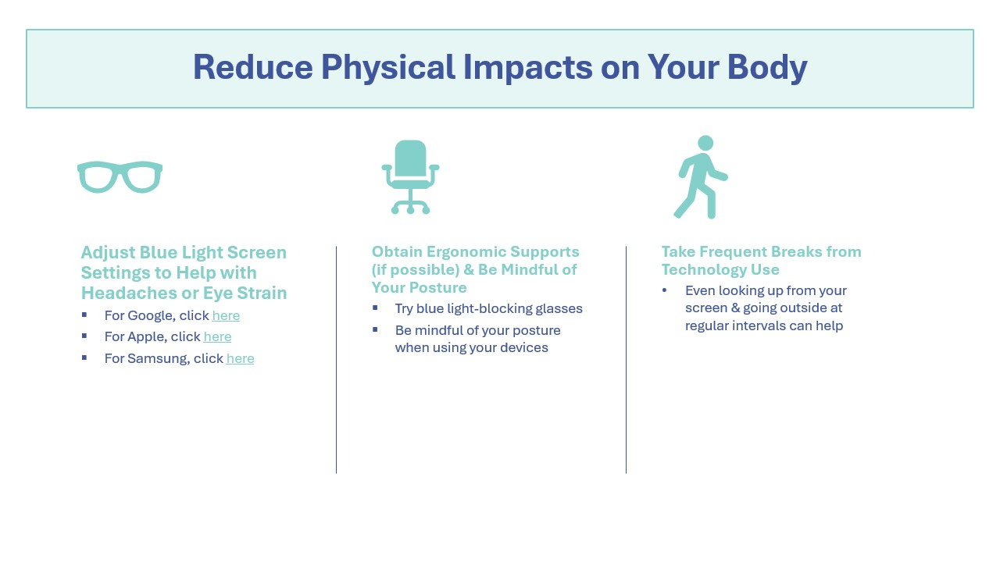 Reduce Physical Impacts on Your Body
Adjust Blue Light Screen
Settings to Help with
Headaches or Eye Strain
▪ For Google, click here
▪ For Apple, click here
▪ For Samsung, click here
Obtain Ergonomic Supports
(if possible) & Be Mindful of
Your Posture
▪ Try blue light-blocking glasses
▪ Be mindful of your posture
when using your devices
Take Frequent Breaks from
Technology Use
• Even looking up from your
screen & going outside at
regular intervals can help